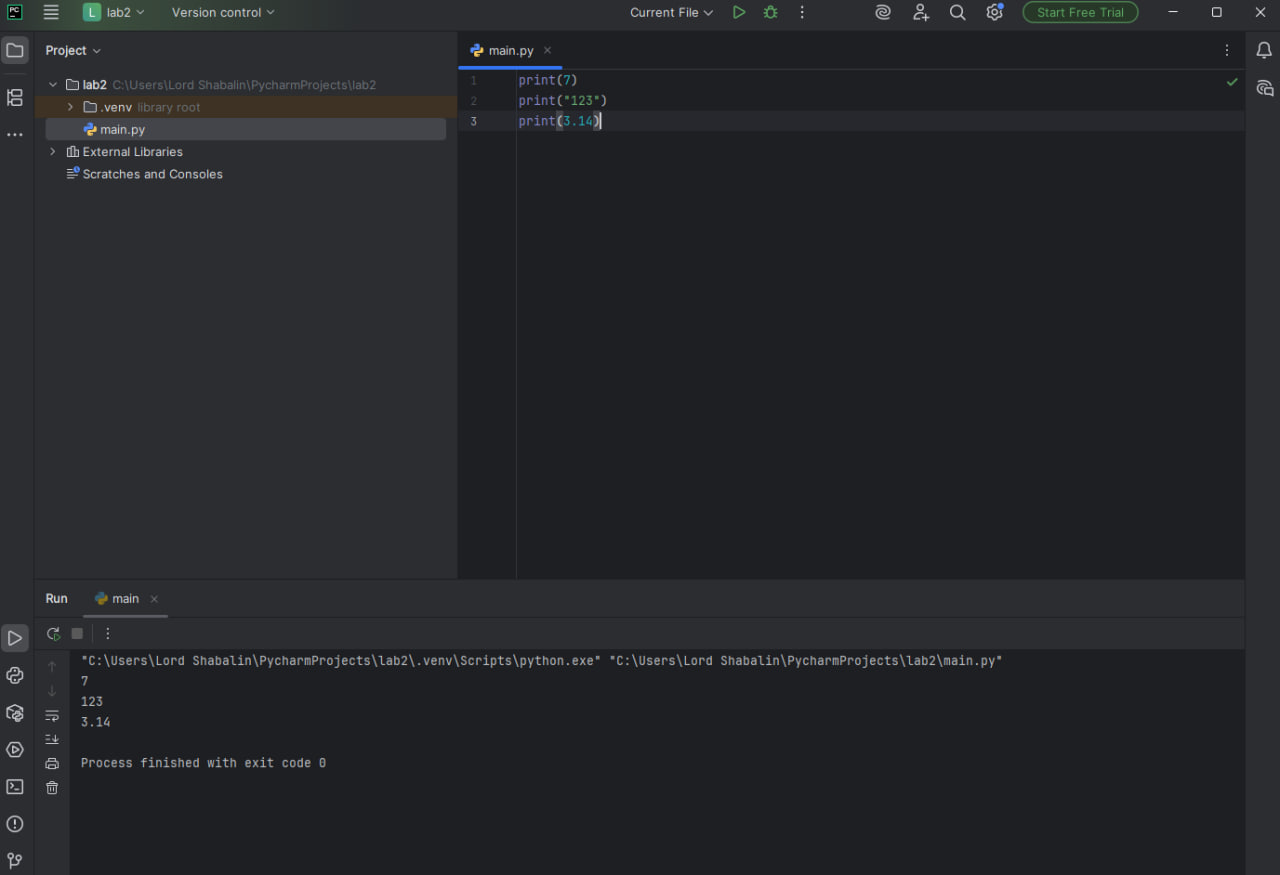 PC L lab2 Version control Current File Start Free Trial
Project
main.py
lab2 C:\Users\Lord Shabalin\PycharmProjects\lab2
.venv library root
main.py
External Libraries
Scratches and Consoles
1 print(7)
2 print("123")
3 print(3.14)
Run main
"C:\Users\Lord Shabalin\PycharmProjects\lab2\.venv\Scripts\python.exe" "C:\Users\Lord Shabalin\PycharmProjects\lab2\main.py"
7
123
3.14
Process finished with exit code 0